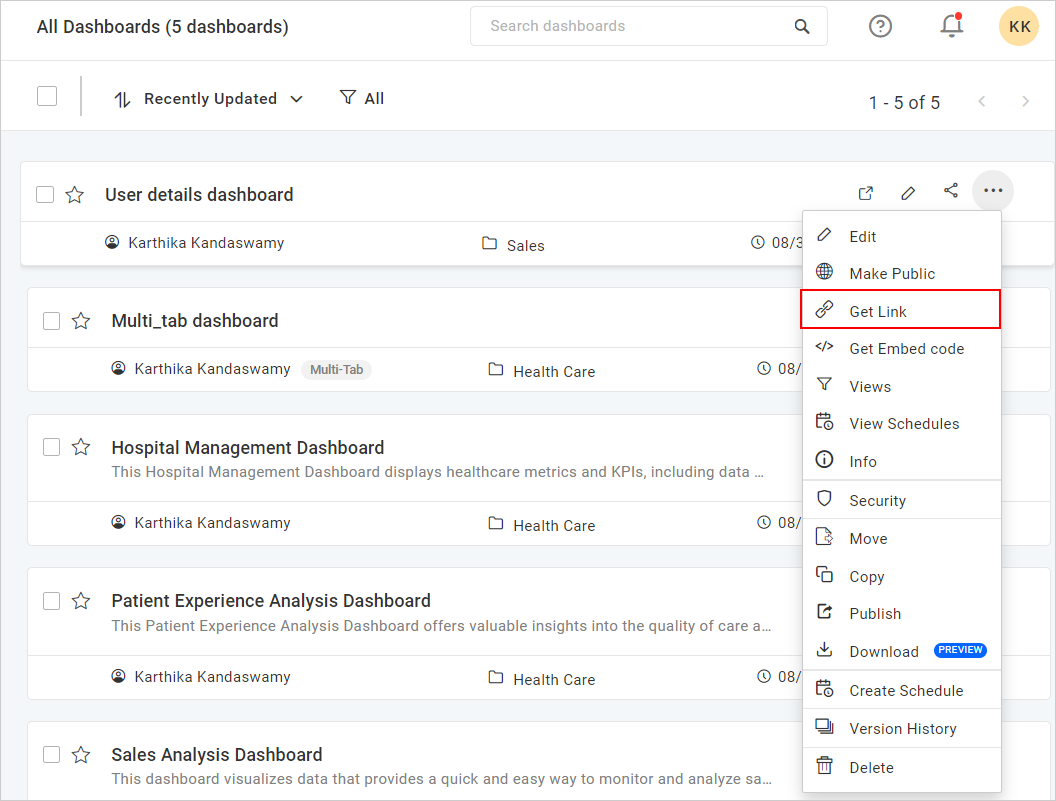 All Dashboards (5 dashboards)
Search dashboards
KK
Recently Updated
All
1 - 5 of 5
User details dashboard
Karthika Kandaswamy
Sales
08/3
Multi_tab dashboard
Karthika Kandaswamy
Multi-Tab
Health Care
08/
Hospital Management Dashboard
This Hospital Management Dashboard displays healthcare metrics and KPIs, including data ...
Karthika Kandaswamy
Health Care
08/
Patient Experience Analysis Dashboard
This Patient Experience Analysis Dashboard offers valuable insights into the quality of care a...
Karthika Kandaswamy
Health Care
08/
Sales Analysis Dashboard
This dashboard visualizes data that provides a quick and easy way to monitor and analyze sa...
Edit
Make Public
Get Link
Get Embed code
Views
View Schedules
Info
Security
Move
Copy
Publish
Download PREVIEW
Create Schedule
Version History
Delete